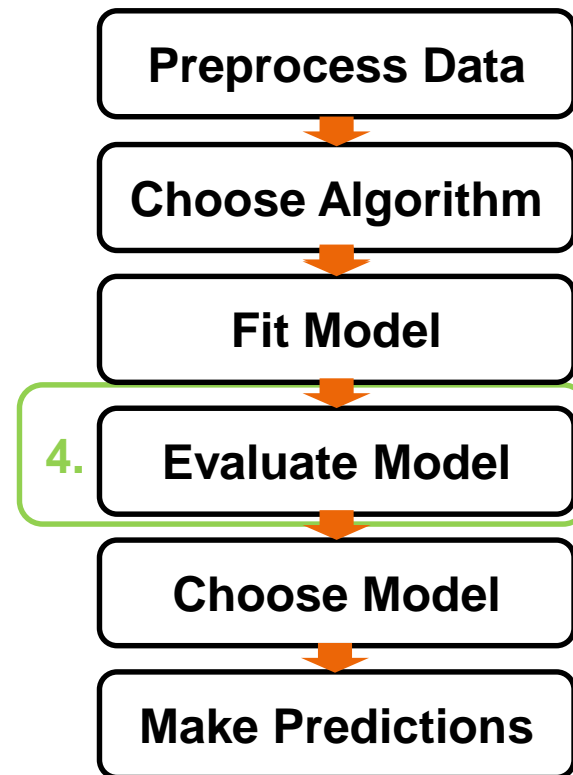 Preprocess Data
Choose Algorithm
Fit Model
4. Evaluate Model
Choose Model
Make Predictions